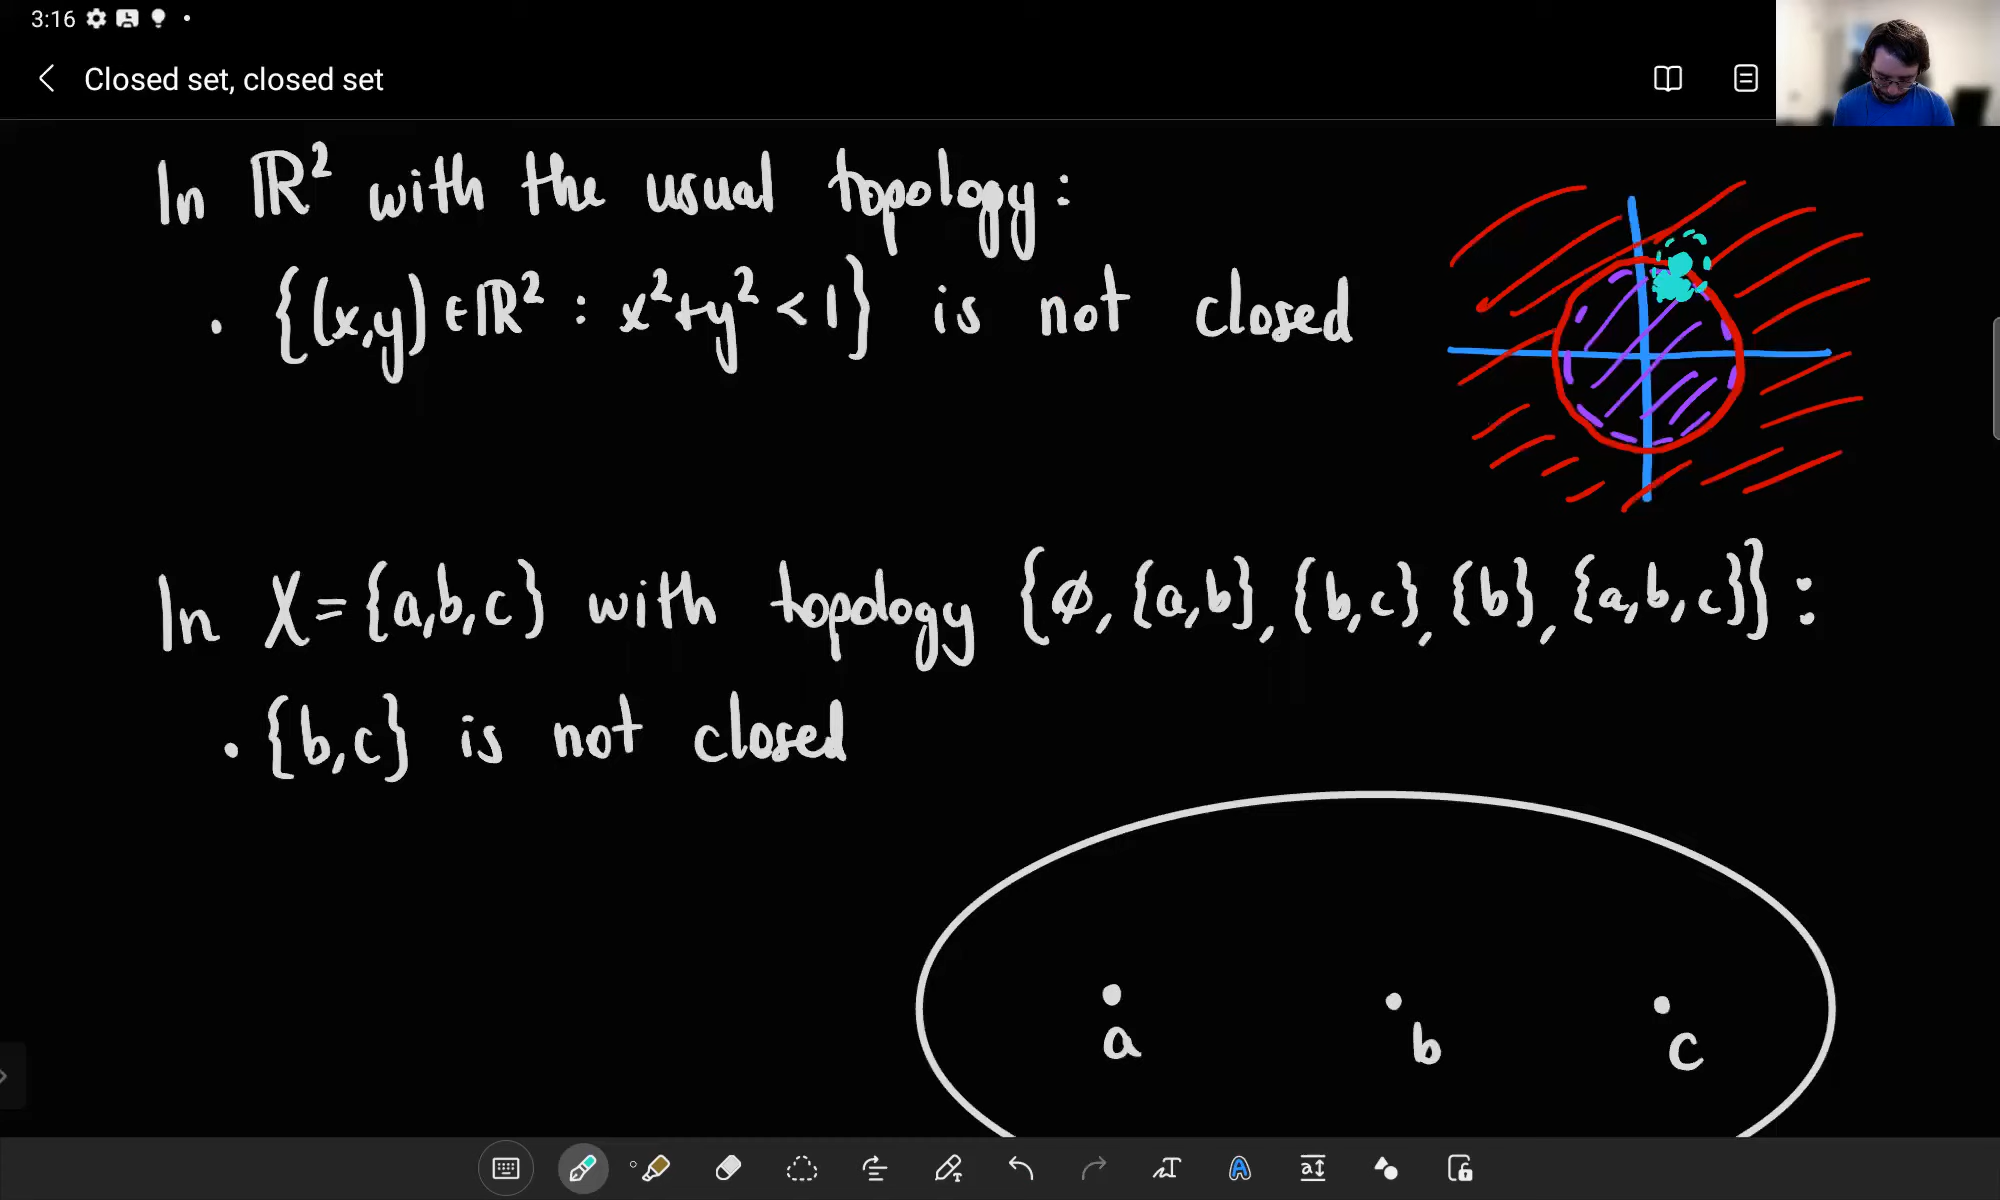 3:16
Closed set, closed set
In ℝ² with the usual topology:
• {(x,y) ∈ ℝ² : x²+y² < 1} is not closed
In X = {a,b,c} with topology {∅, {a,b}, {b,c}, {b}, {a,b,c}}:
• {b,c} is not closed
a b c